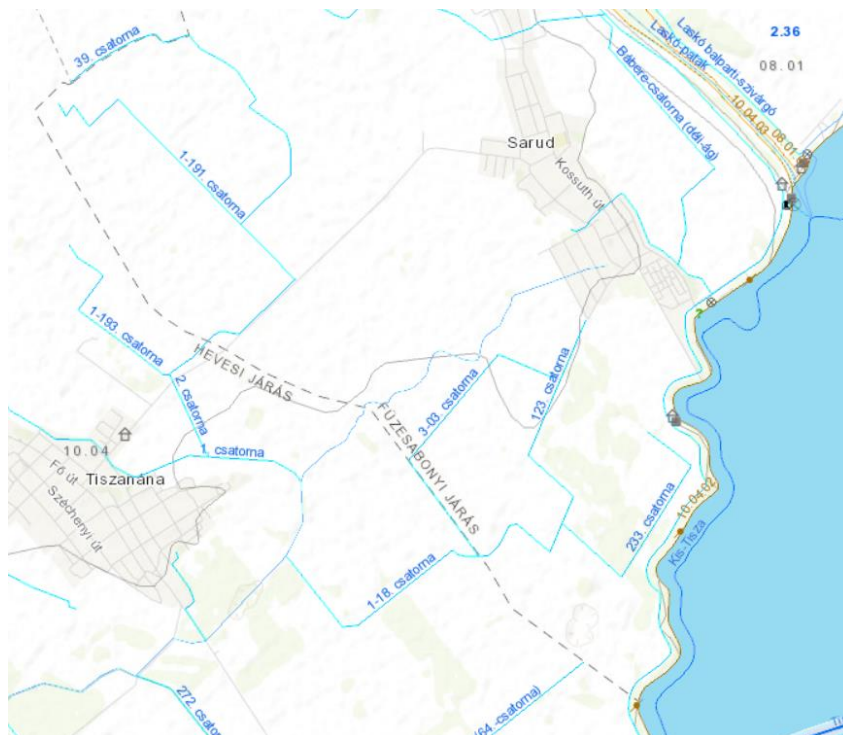 39. csatorna
Laskó balparti-szivárgó
Laskó-patak
2.36
08.01
Bábere-csatorna (déli-ág)
10.04.03
08.01
Sarud
Kossuth út
1-191. csatorna
1-193. csatorna
HEVESI JÁRÁS
2. csatorna
123. csatorna
3-03. csatorna
FÜZESABONYI JÁRÁS
10.04
1. csatorna
Fő út
Tiszanána
Széchenyi út
10.04.02
233. csatorna
Kis-Tisza
1-18. csatorna
272. csatorna
(64.-csatorna)